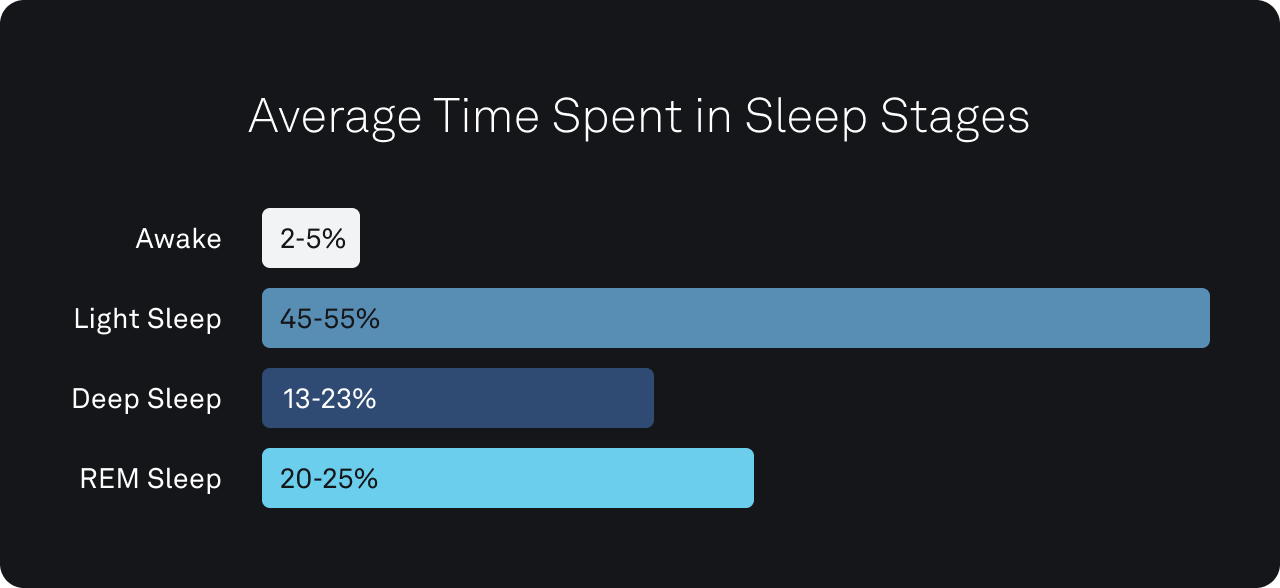 Average Time Spent in Sleep Stages
Awake 2-5%
Light Sleep 45-55%
Deep Sleep 13-23%
REM Sleep 20-25%